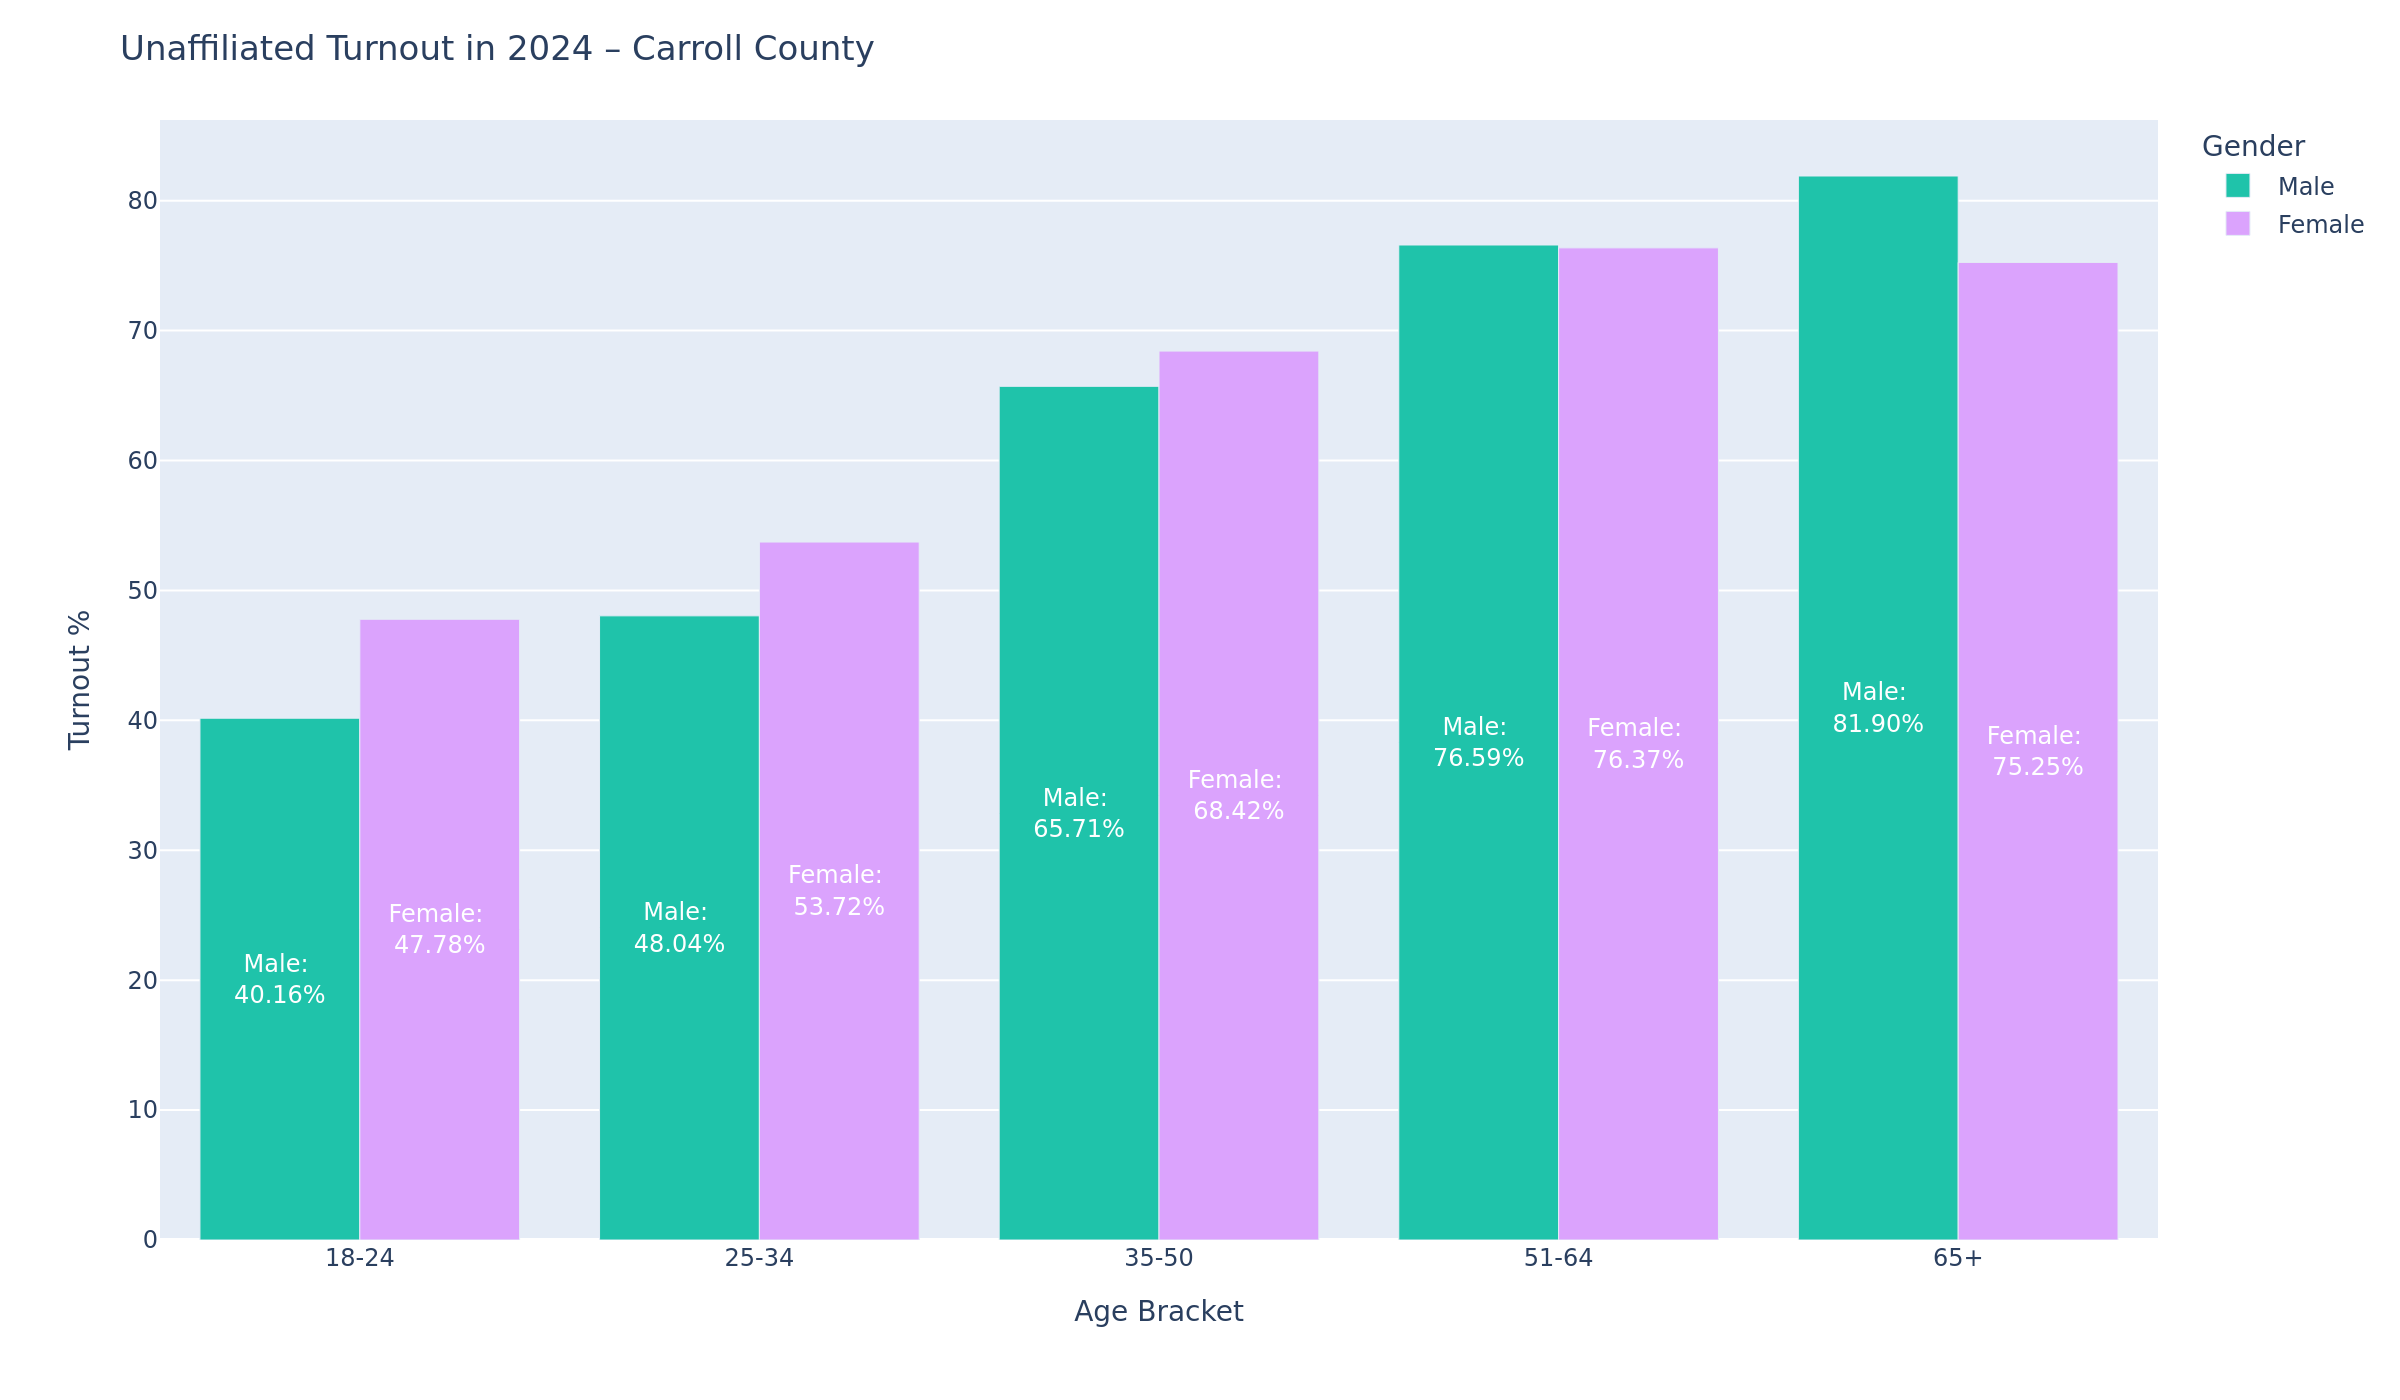 Unaffiliated Turnout in 2024 – Carroll County
Turnout %
80
70
60
50
40
30
20
10
0
Male:
40.16%
Female:
47.78%
Male:
48.04%
Female:
53.72%
Male:
65.71%
Female:
68.42%
Male:
76.59%
Female:
76.37%
Male:
81.90%
Female:
75.25%
18-24
25-34
35-50
51-64
65+
Age Bracket
Gender
Male
Female